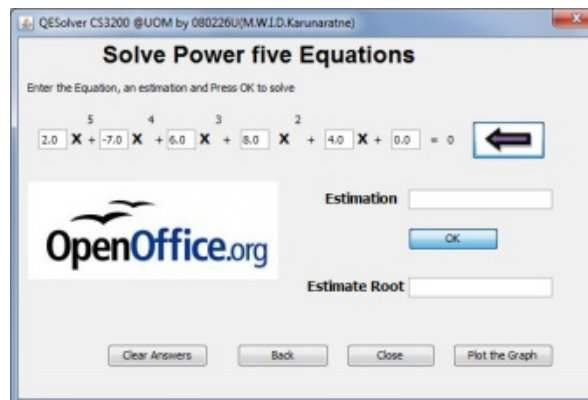 QESolver CS3200 @UOM by 080226U(M.W.I.D.Karunaratne)
Solve Power five Equations
Enter the Equation, an estimation and Press OK to solve
5 4 3 2
2.0 X + -7.0 X + 6.0 X + 8.0 X + 4.0 X + 0.0 = 0
Estimation
OpenOffice.org
OK
Estimate Root
Clear Answers Back Close Plot the Graph